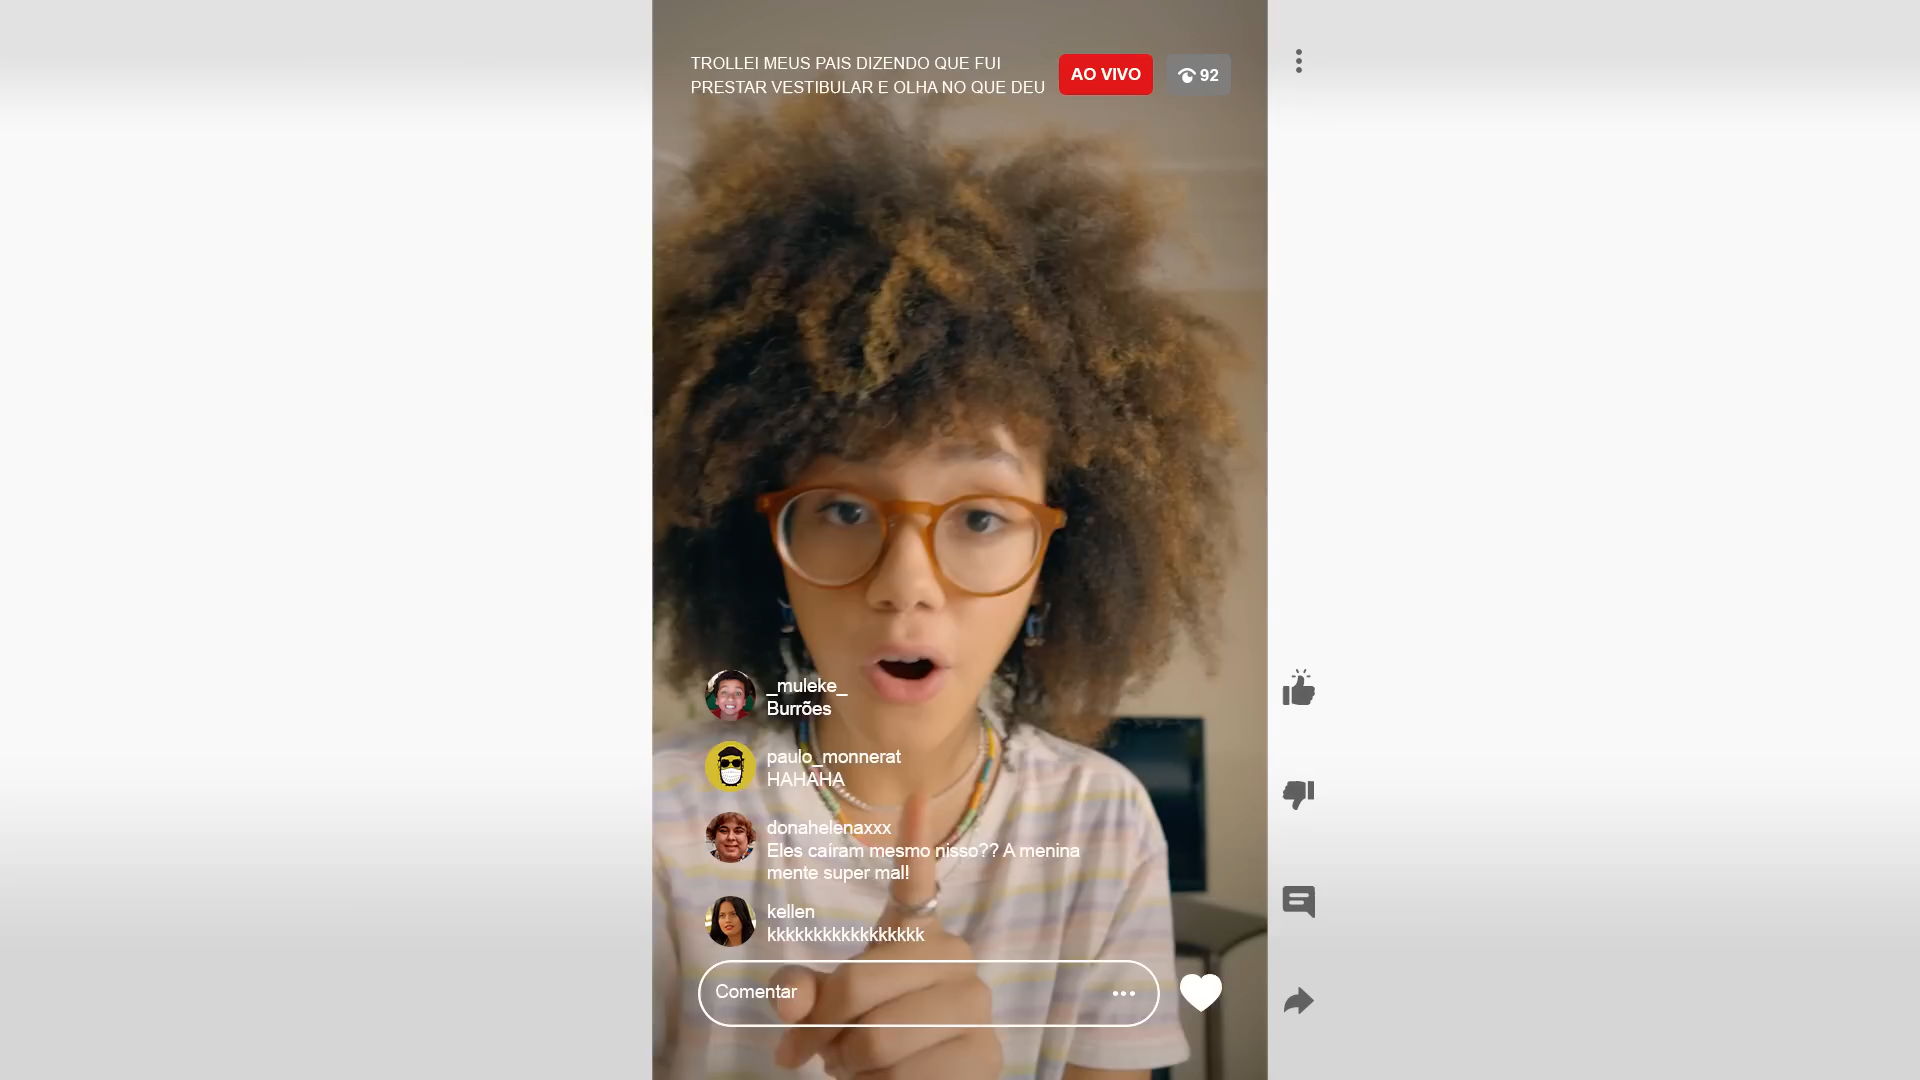 TROLLEI MEUS PAIS DIZENDO QUE FUI
PRESTAR VESTIBULAR E OLHA NO QUE DEU
AO VIVO
92
_muleke_
Burrões
paulo_monnerat
HAHAHA
donahelenaxxx
Eles caíram mesmo nisso?? A menina
mente super mal!
kellen
kkkkkkkkkkkkkkkkk
Comentar